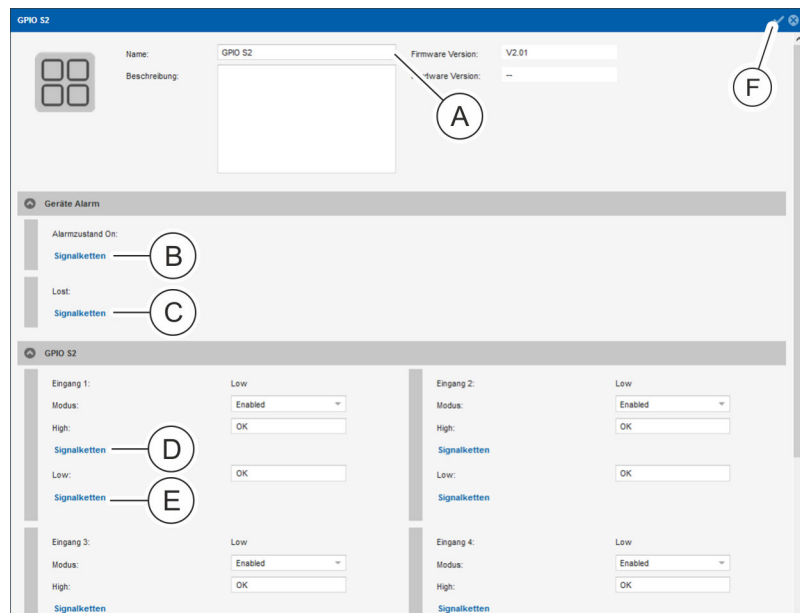 GPIO S2
F
Name: GPIO S2 Firmware Version: V2.01
Beschreibung: dware Version: --
A
Geräte Alarm
Alarmzustand On:
Signalketten B
Lost:
Signalketten C
GPIO S2
Eingang 1: Low Eingang 2: Low
Modus: Enabled Modus: Enabled
High: OK High: OK
Signalketten D Signalketten
Low: OK Low: OK
Signalketten E Signalketten
Eingang 3: Low Eingang 4: Low
Modus: Enabled Modus: Enabled
High: OK High: OK
Signalketten Signalketten